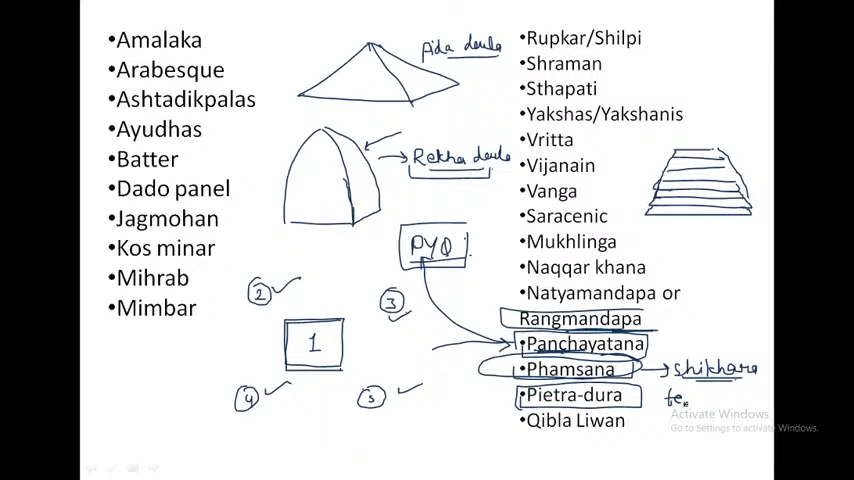 •Amalaka
•Arabesque
•Ashtadikpalas
•Ayudhas
•Batter
•Dado panel
•Jagmohan
•Kos minar
•Mihrab
•Mimbar
Pida deula
Rekha deula
PYQ
2
3
1
4
5
•Rupkar/Shilpi
•Shraman
•Sthapati
•Yakshas/Yakshanis
•Vritta
•Vijanain
•Vanga
•Saracenic
•Mukhlinga
•Naqqar khana
•Natyamandapa or
Rangmandapa
•Panchayatana
•Phamsana
shikhara
•Pietra-dura
te
•Qibla Liwan
Activate Windows
Go to Settings to activate Windows.